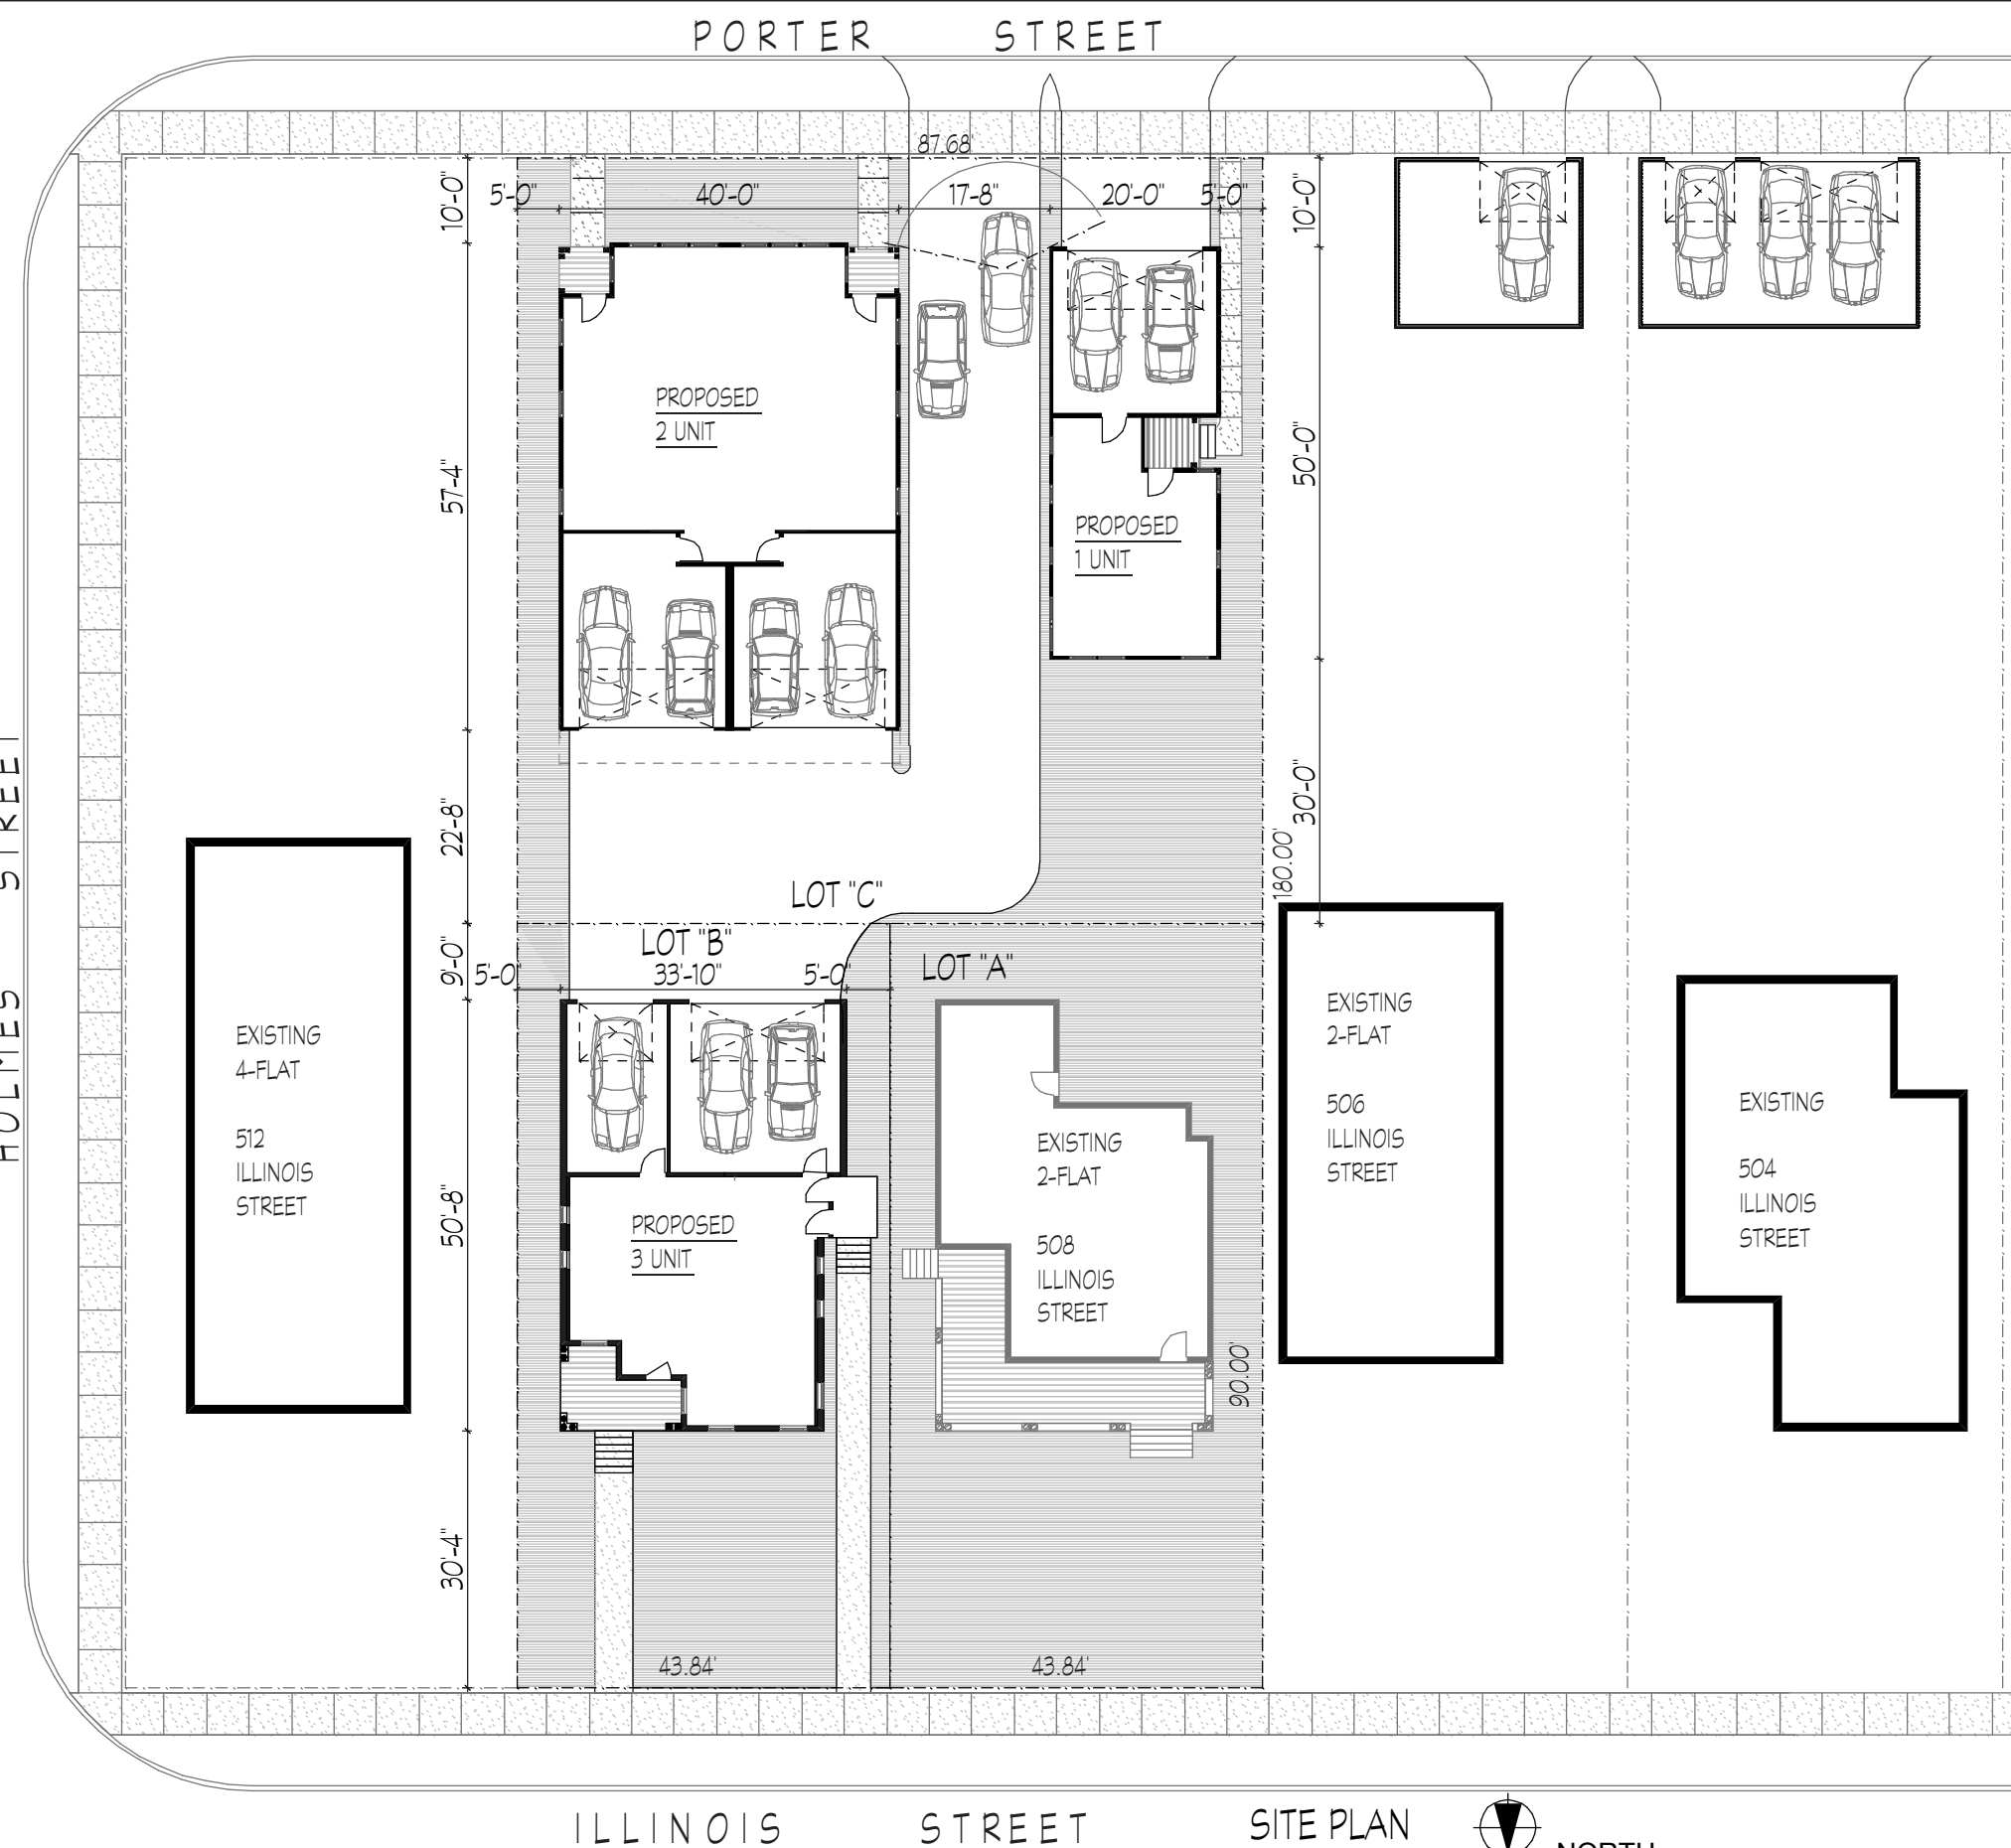 PORTER STREET
87.68'
5'-0"
40'-0"
17'-8"
20'-0"
5'-0"
10'-0"
10'-0"
PROPOSED
2 UNIT
57'-4"
50'-0"
PROPOSED
1 UNIT
22'-8"
30'-0"
180.00'
LOT "C"
LOT "B"
LOT "A"
9'-0"
5'-0"
33'-10"
5'-0"
HOLMES STREET
EXISTING
4-FLAT
512
ILLINOIS
STREET
50'-8"
PROPOSED
3 UNIT
EXISTING
2-FLAT
508
ILLINOIS
STREET
90.00'
EXISTING
2-FLAT
506
ILLINOIS
STREET
EXISTING
504
ILLINOIS
STREET
30'-4"
43.84'
43.84'
ILLINOIS STREET
SITE PLAN
NORTH